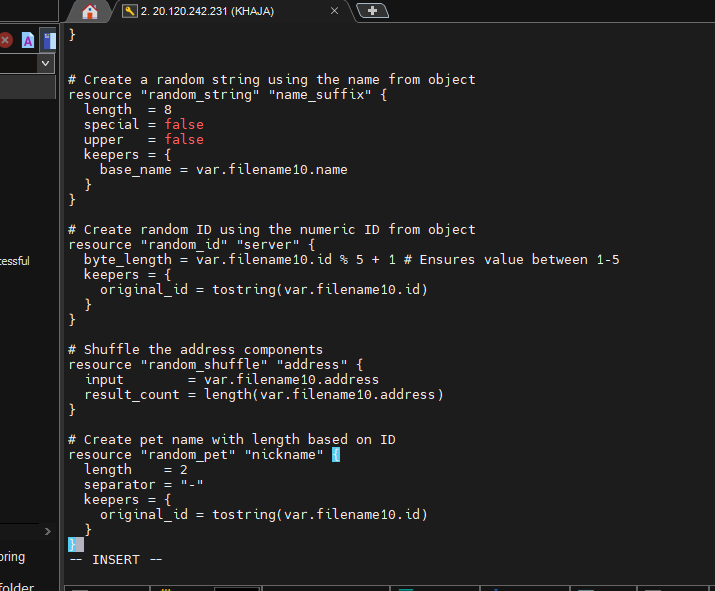 2. 20.120.242.231 (KHAJA)
}
# Create a random string using the name from object
resource "random_string" "name_suffix" {
  length  = 8
  special = false
  upper   = false
  keepers = {
    base_name = var.filename10.name
  }
}
# Create random ID using the numeric ID from object
resource "random_id" "server" {
  byte_length = var.filename10.id % 5 + 1 # Ensures value between 1-5
  keepers = {
    original_id = tostring(var.filename10.id)
  }
}
# Shuffle the address components
resource "random_shuffle" "address" {
  input        = var.filename10.address
  result_count = length(var.filename10.address)
}
# Create pet name with length based on ID
resource "random_pet" "nickname" {
  length    = 2
  separator = "-"
  keepers = {
    original_id = tostring(var.filename10.id)
  }
}
-- INSERT --
A
cessful
oring
folder